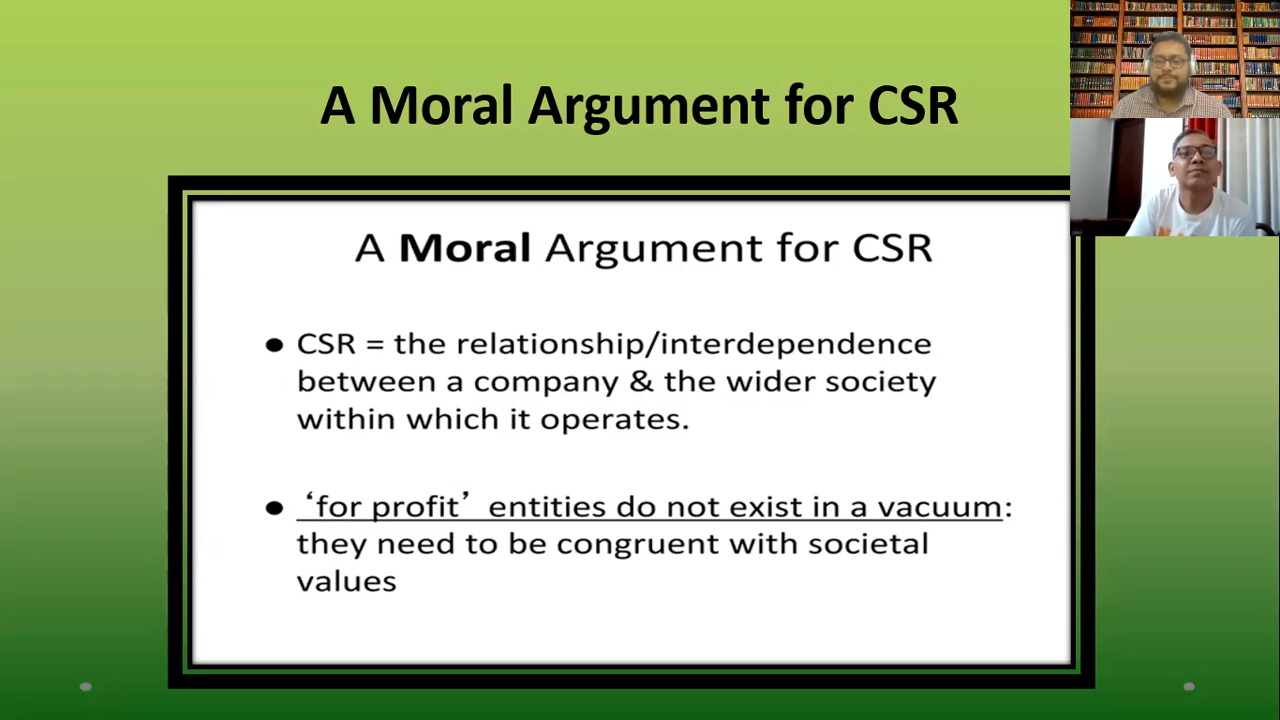 A Moral Argument for CSR
A Moral Argument for CSR
● CSR = the relationship/interdependence
between a company & the wider society
within which it operates.
● ‘for profit’ entities do not exist in a vacuum:
they need to be congruent with societal
values